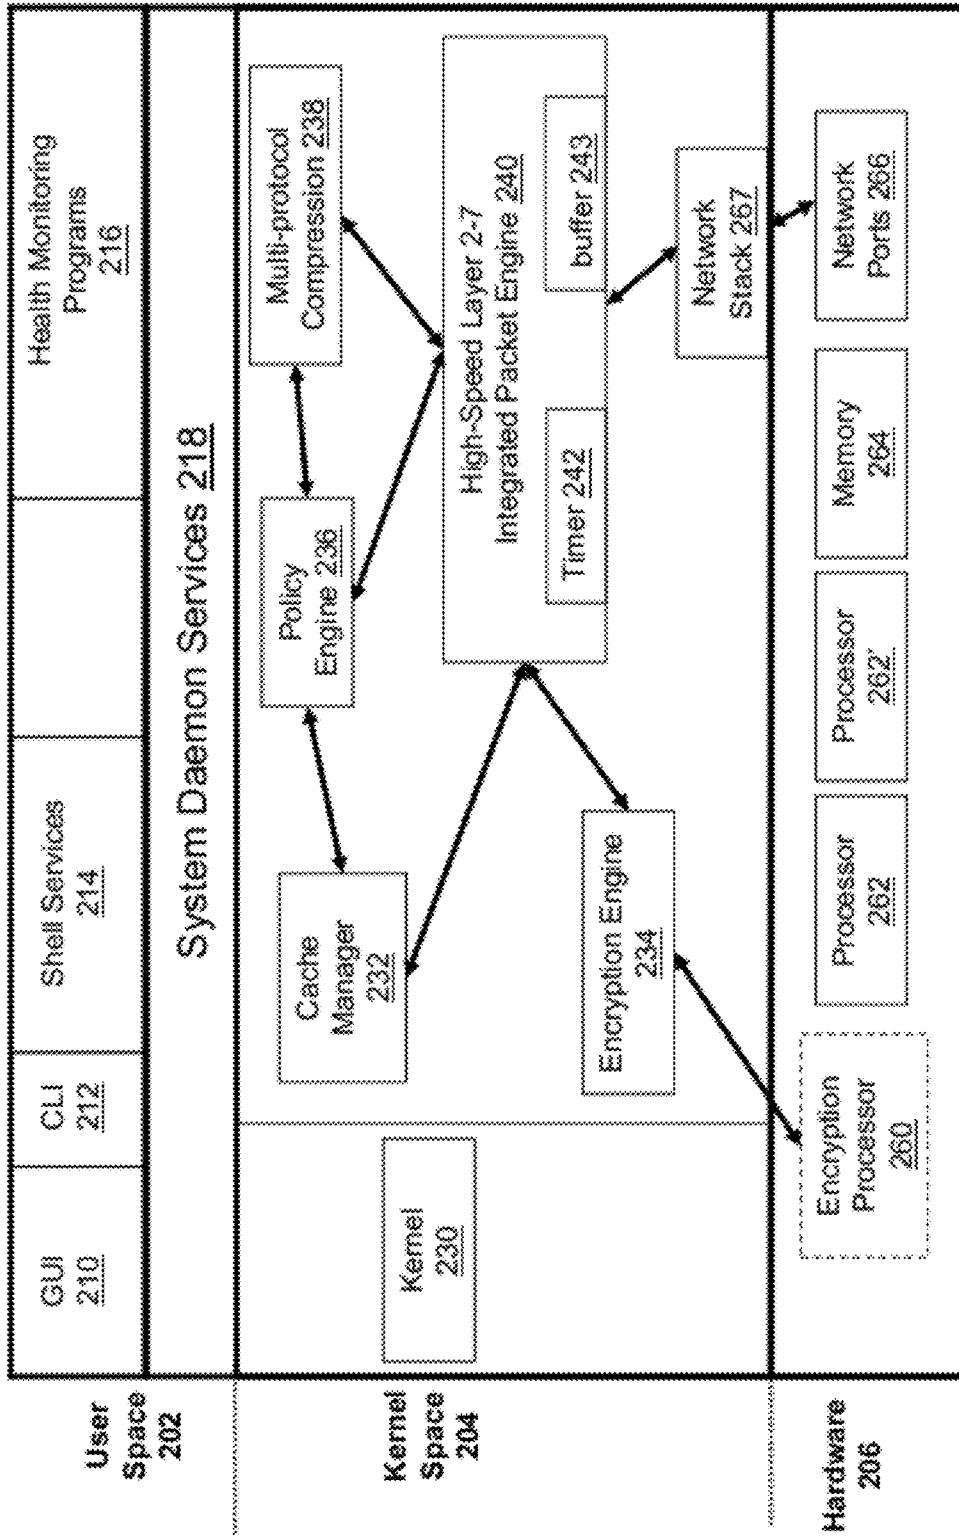 User
Space
202
GUI
210
CLI
212
Shell Services
214
Health Monitoring
Programs
216
System Daemon Services 218
Kernel
Space
204
Kernel
230
Cache
Manager
232
Policy
Engine 236
Multi-protocol
Compression 238
High-Speed Layer 2-7
Integrated Packet Engine 240
Timer 242
buffer 243
Encryption Engine
234
Network
Stack 267
Hardware
206
Encryption
Processor
260
Processor
262
Processor
262'
Memory
264
Network
Ports 266